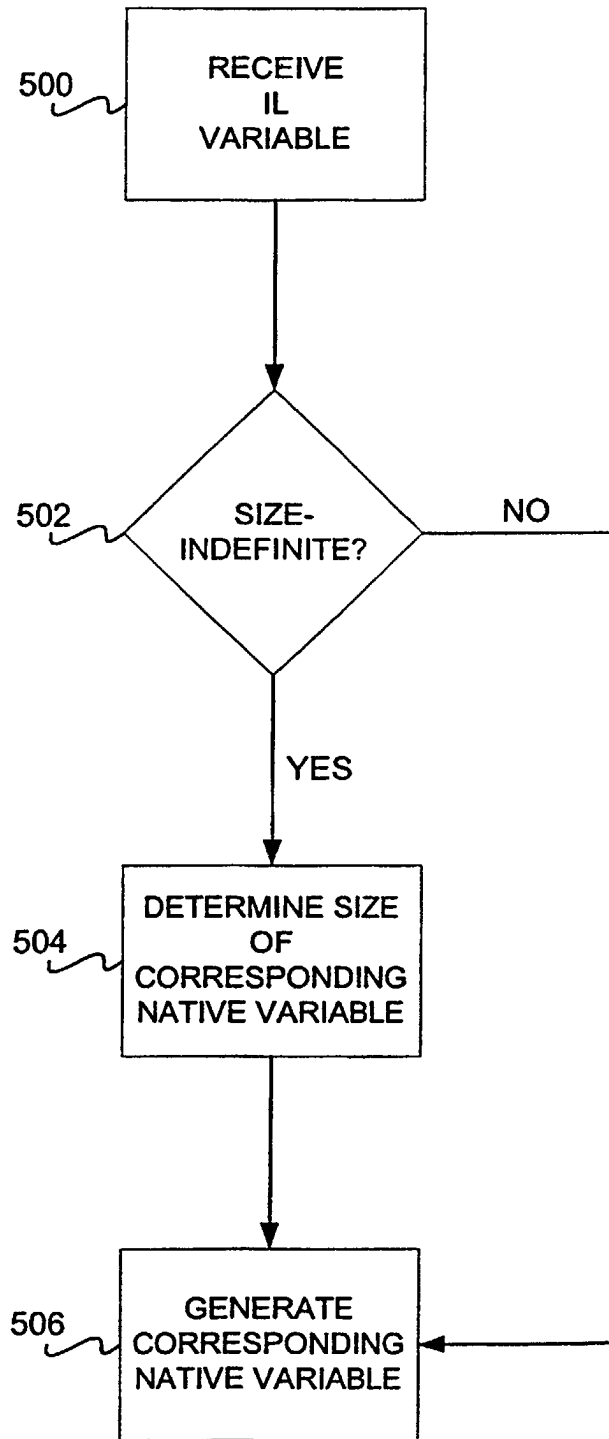 500
RECEIVE
IL
VARIABLE
502
SIZE-
INDEFINITE?
NO
YES
504
DETERMINE SIZE
OF
CORRESPONDING
NATIVE VARIABLE
506
GENERATE
CORRESPONDING
NATIVE VARIABLE